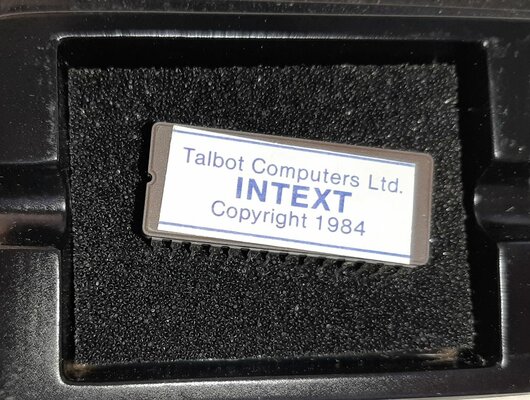 Talbot Computers Ltd.
INTEXT
Copyright 1984